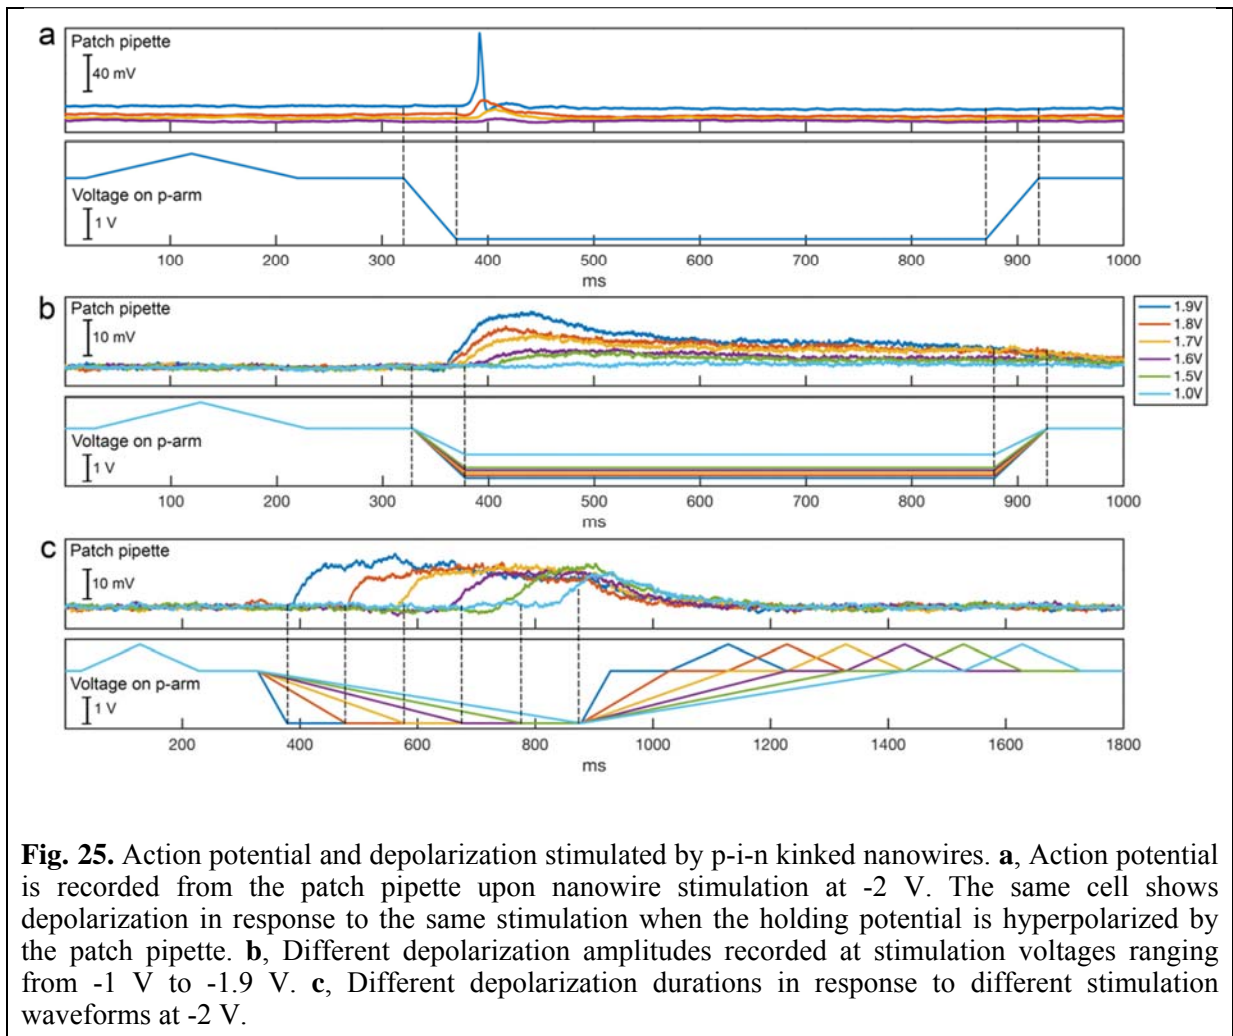 a
Patch pipette
40 mV
Voltage on p-arm
1 V
100 200 300 400 500 600 700 800 900 1000
ms
b
Patch pipette
10 mV
1.9V
1.8V
1.7V
1.6V
1.5V
1.0V
Voltage on p-arm
1 V
100 200 300 400 500 600 700 800 900 1000
ms
c
Patch pipette
10 mV
Voltage on p-arm
1 V
200 400 600 800 1000 1200 1400 1600 1800
ms
Fig. 25. Action potential and depolarization stimulated by p-i-n kinked nanowires. a, Action potential
is recorded from the patch pipette upon nanowire stimulation at -2 V. The same cell shows
depolarization in response to the same stimulation when the holding potential is hyperpolarized by
the patch pipette. b, Different depolarization amplitudes recorded at stimulation voltages ranging
from -1 V to -1.9 V. c, Different depolarization durations in response to different stimulation
waveforms at -2 V.